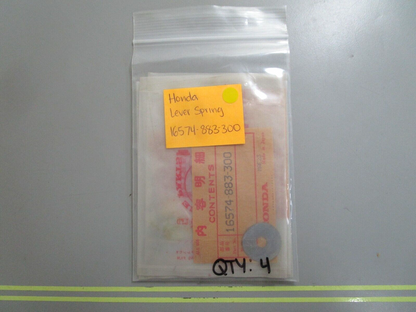 Honda
Lever Spring
16574-883-300
内容明細
CONTENTS
16574-883-300
HONDA
QTY: 4